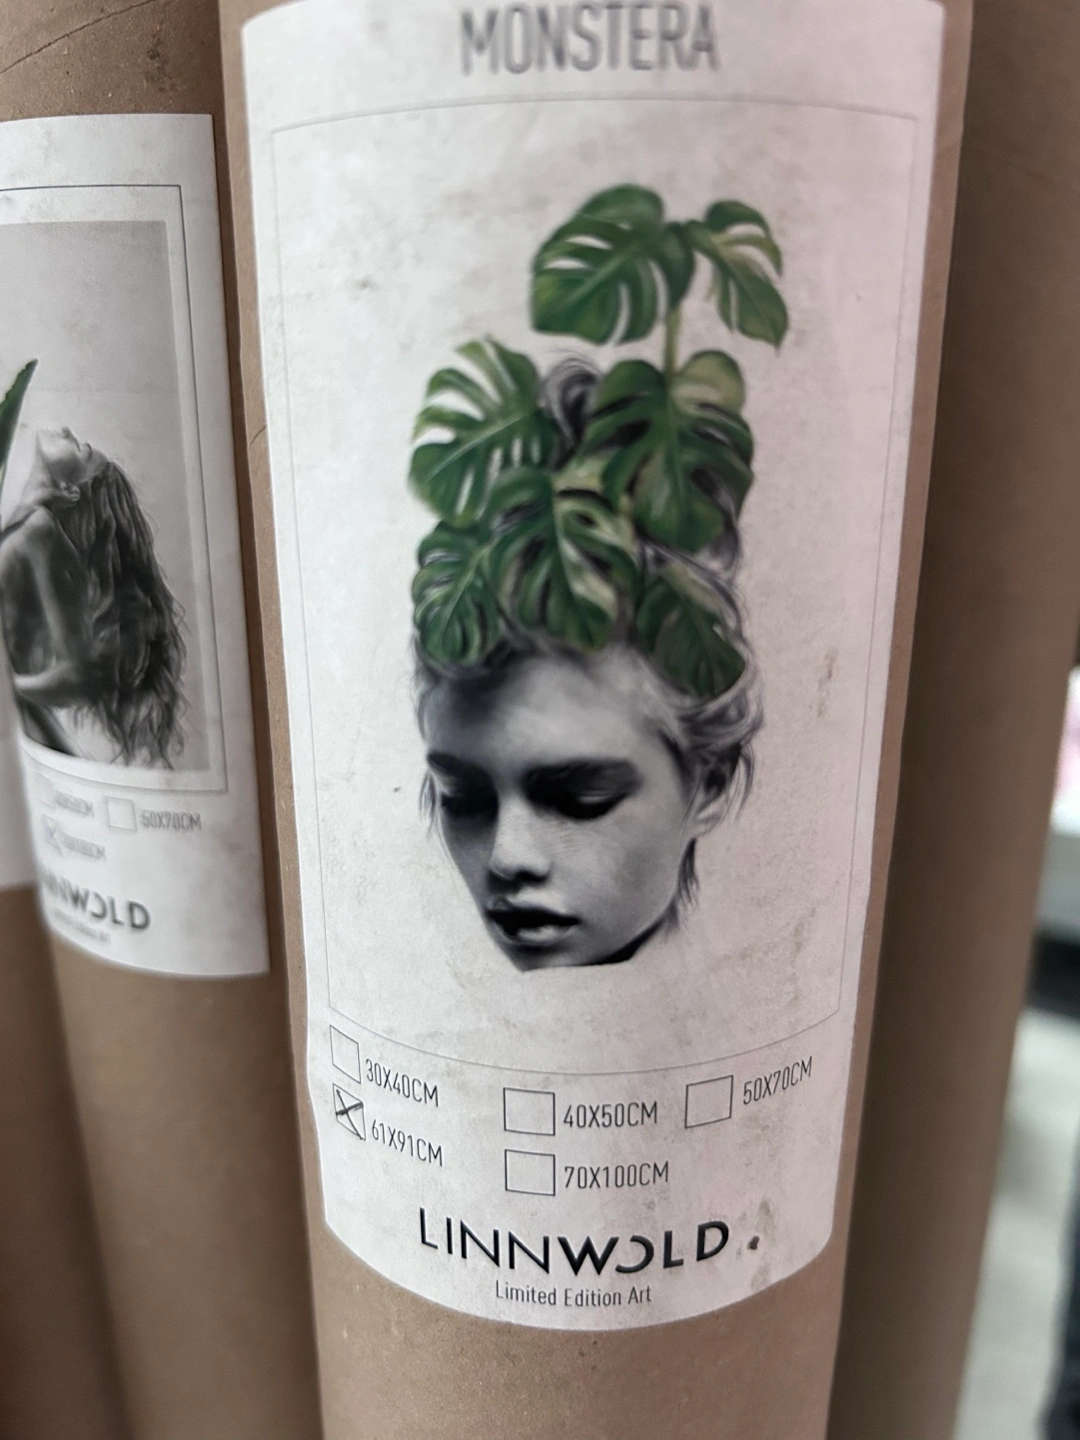 MONSTERA
30X40CM
40X50CM
50X70CM
61X91CM
70X100CM
LINNWOLD
Limited Edition Art
50X70CM
NNWOLD